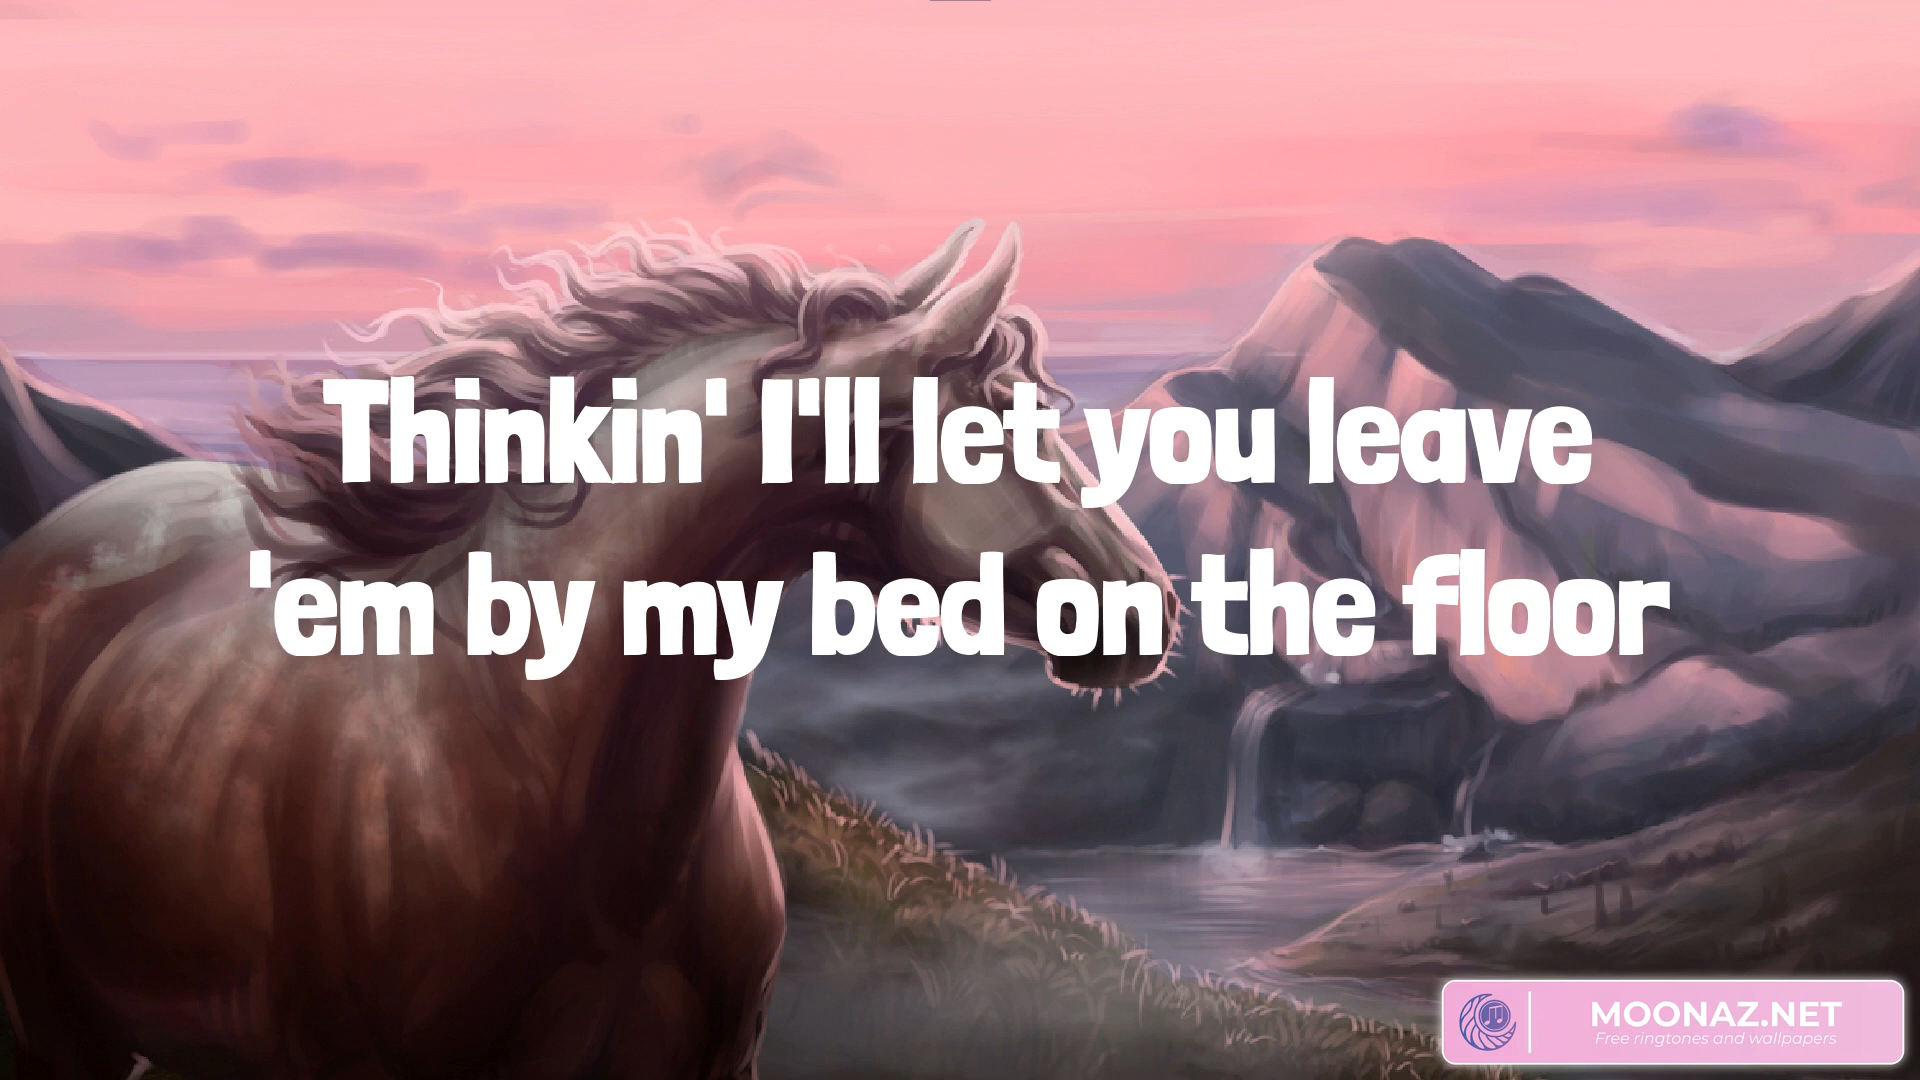 Thinkin' I'll let you leave
'em by my bed on the floor
MOONAZ.NET
Free ringtones and wallpapers